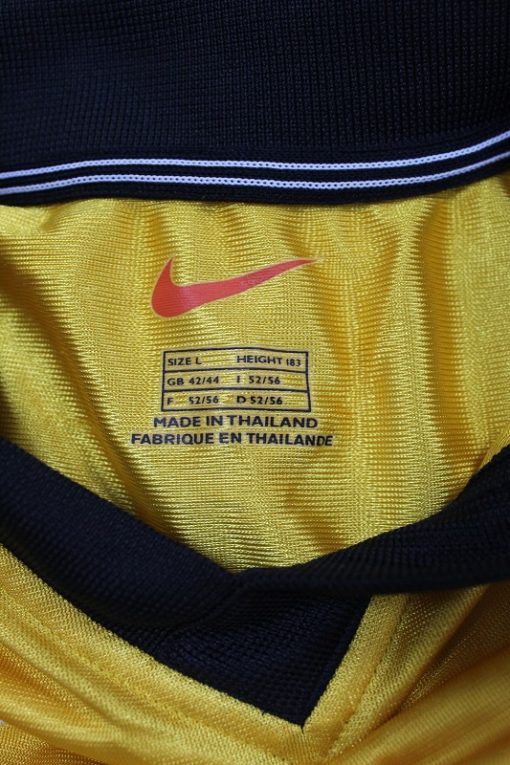 SIZE L HEIGHT 183
GB 42/44 I 52/56
F 52/56 D 52/56
MADE IN THAILAND
FABRIQUE EN THAILANDE